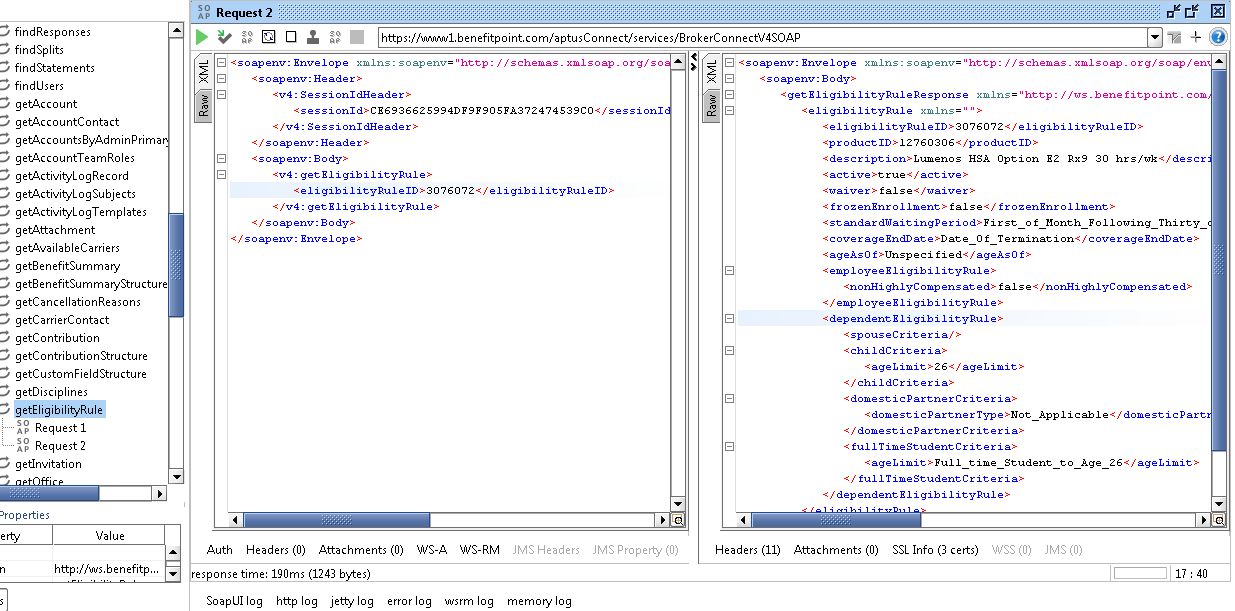 findResponses
findSplits
findStatements
findUsers
getAccount
getAccountContact
getAccountsByAdminPrimary
getAccountTeamRoles
getActivityLogRecord
getActivityLogSubjects
getActivityLogTemplates
getAttachment
getAvailableCarriers
getBenefitSummary
getBenefitSummaryStructure
getCancellationReasons
getCarrierContact
getContribution
getContributionStructure
getCustomFieldStructure
getDisciplines
getEligibilityRule
SOAP Request 1
SOAP Request 2
getInvitation
getOffice
Properties
erty Value
n http://ws.benefitp...
s
SOAP Request 2
SOAP SOAP
https://www1.benefitpoint.com/aptusConnect/services/BrokerConnectV4SOAP
?
XML
Raw
<soapenv:Envelope xmlns:soapenv="http://schemas.xmlsoap.org/soa
<soapenv:Header>
<v4:SessionIdHeader>
<sessionId>CE6936625994DF9F905FA372474539C0</sessionId
</v4:SessionIdHeader>
</soapenv:Header>
<soapenv:Body>
<v4:getEligibilityRule>
<eligibilityRuleID>3076072</eligibilityRuleID>
</v4:getEligibilityRule>
</soapenv:Body>
</soapenv:Envelope>
Auth Headers (0) Attachments (0) WS-A WS-RM JMS Headers JMS Property (0)
XML
Raw
<soapenv:Envelope xmlns:soapenv="http://schemas.xmlsoap.org/soap/env
<soapenv:Body>
<getEligibilityRuleResponse xmlns="http://ws.benefitpoint.com/
<eligibilityRule xmlns="">
<eligibilityRuleID>3076072</eligibilityRuleID>
<productID>12760306</productID>
<description>Lumenos HSA Option E2 Rx9 30 hrs/wk</descri
<active>true</active>
<waiver>false</waiver>
<frozenEnrollment>false</frozenEnrollment>
<standardWaitingPeriod>First_of_Month_Following_Thirty_d
<coverageEndDate>Date_Of_Termination</coverageEndDate>
<ageAsOf>Unspecified</ageAsOf>
<employeeEligibilityRule>
<nonHighlyCompensated>false</nonHighlyCompensated>
</employeeEligibilityRule>
<dependentEligibilityRule>
<spouseCriteria/>
<childCriteria>
<ageLimit>26</ageLimit>
</childCriteria>
<domesticPartnerCriteria>
<domesticPartnerType>Not_Applicable</domesticPartn
</domesticPartnerCriteria>
<fullTimeStudentCriteria>
<ageLimit>Full_time_Student_to_Age_26</ageLimit>
</fullTimeStudentCriteria>
</dependentEligibilityRule>
</eligibilityRule>
Headers (11) Attachments (0) SSL Info (3 certs) WSS (0) JMS (0)
response time: 190ms (1243 bytes)
17 : 40
SoapUI log http log jetty log error log wsrm log memory log